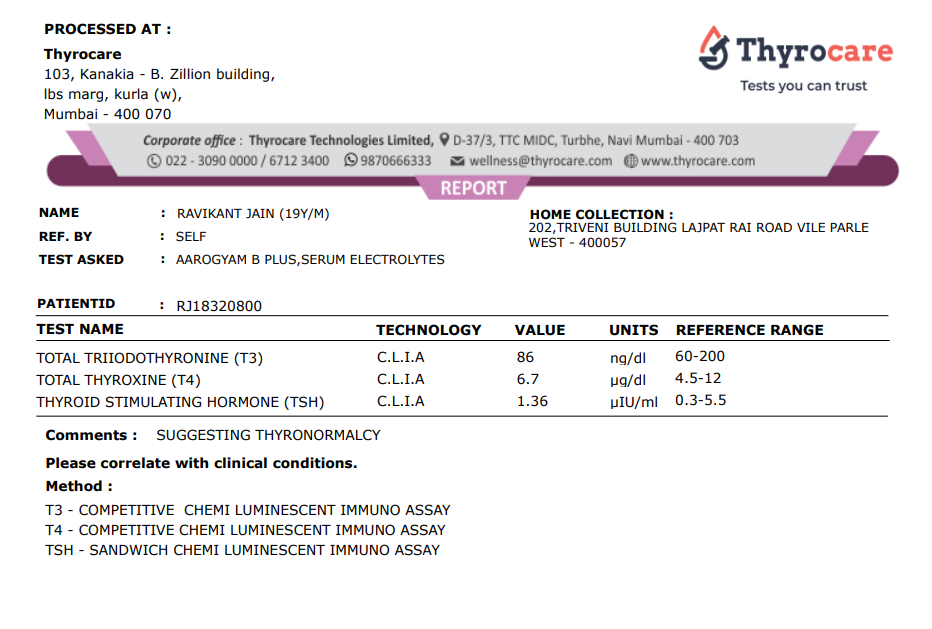 PROCESSED AT :
Thyrocare
103, Kanakia - B. Zillion building,
lbs marg, kurla (w),
Mumbai - 400 070
Thyrocare
Tests you can trust
Corporate office : Thyrocare Technologies Limited, D-37/3, TTC MIDC, Turbhe, Navi Mumbai - 400 703
022 - 3090 0000 / 6712 3400 9870666333 wellness@thyrocare.com www.thyrocare.com
REPORT
NAME : RAVIKANT JAIN (19Y/M)
REF. BY : SELF
TEST ASKED : AAROGYAM B PLUS,SERUM ELECTROLYTES
HOME COLLECTION :
202,TRIVENI BUILDING LAJPAT RAI ROAD VILE PARLE
WEST - 400057
PATIENTID : RJ18320800
TEST NAME TECHNOLOGY VALUE UNITS REFERENCE RANGE
TOTAL TRIIODOTHYRONINE (T3) C.L.I.A 86 ng/dl 60-200
TOTAL THYROXINE (T4) C.L.I.A 6.7 µg/dl 4.5-12
THYROID STIMULATING HORMONE (TSH) C.L.I.A 1.36 µIU/ml 0.3-5.5
Comments : SUGGESTING THYRONORMALCY
Please correlate with clinical conditions.
Method :
T3 - COMPETITIVE CHEMI LUMINESCENT IMMUNO ASSAY
T4 - COMPETITIVE CHEMI LUMINESCENT IMMUNO ASSAY
TSH - SANDWICH CHEMI LUMINESCENT IMMUNO ASSAY